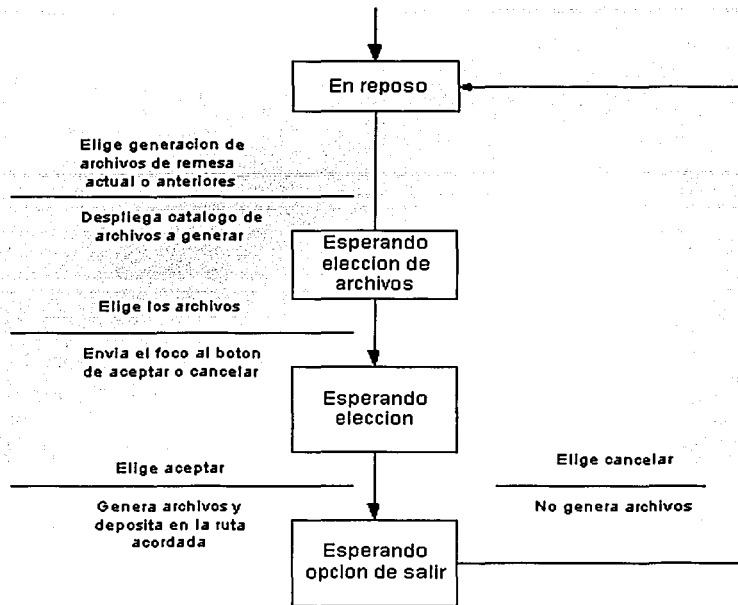 En reposo
Elige generacion de
archivos de remesa
actual o anteriores
Despliega catalogo de
archivos a generar
Esperando
eleccion de
archivos
Elige los archivos
Envia el foco al boton
de aceptar o cancelar
Esperando
eleccion
Elige aceptar
Genera archivos y
deposita en la ruta
acordada
Elige cancelar
No genera archivos
Esperando
opcion de salir